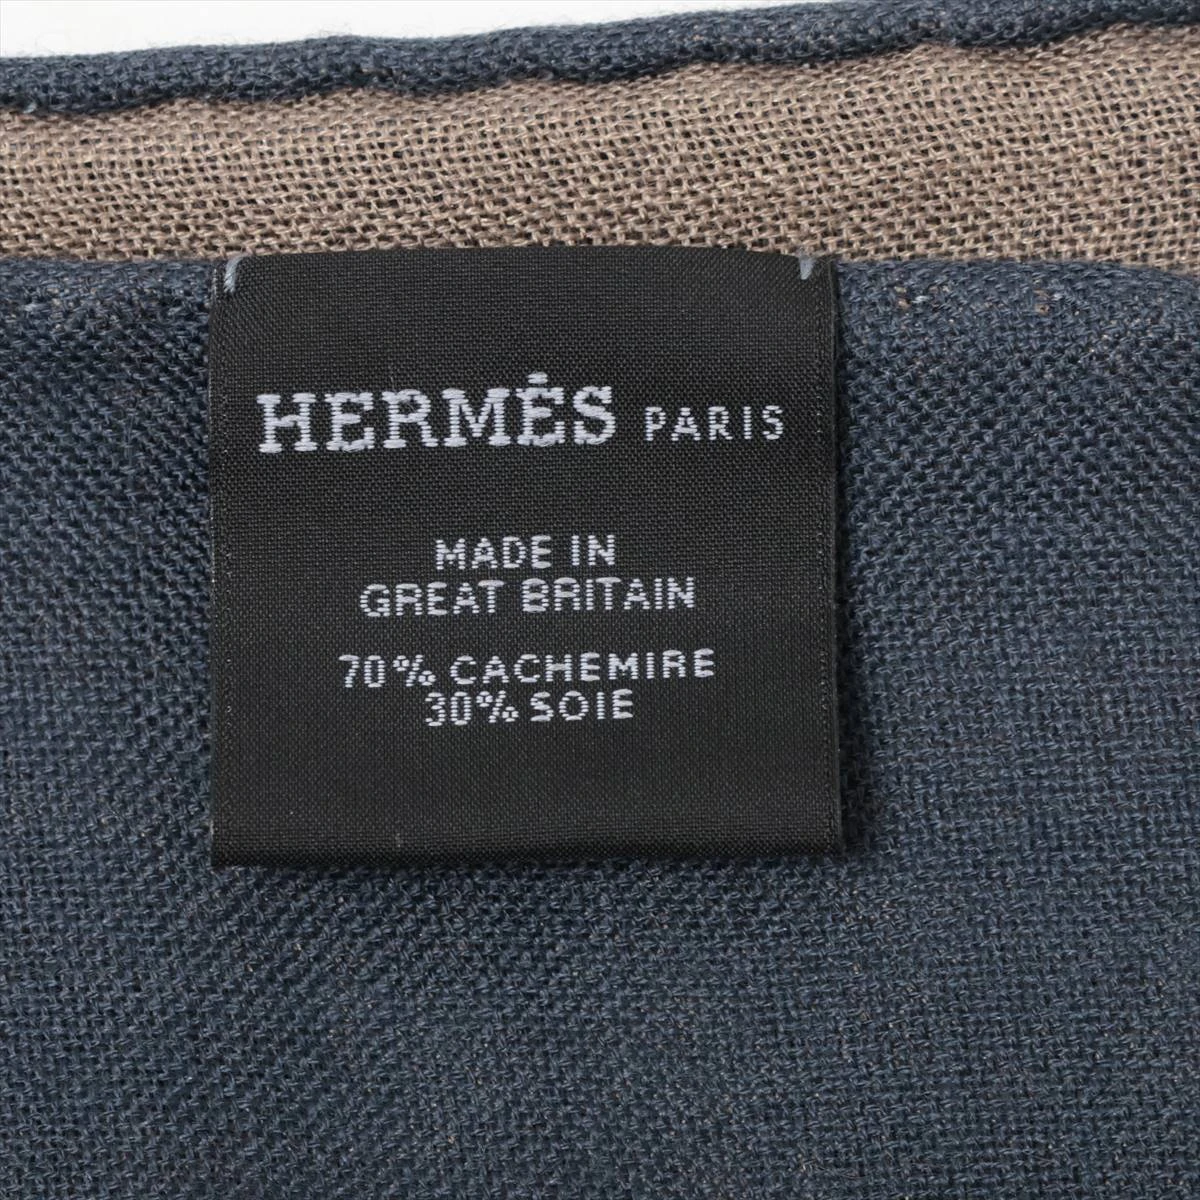 HERMÈS PARIS
MADE IN
GREAT BRITAIN
70% CACHEMIRE
30% SOIE